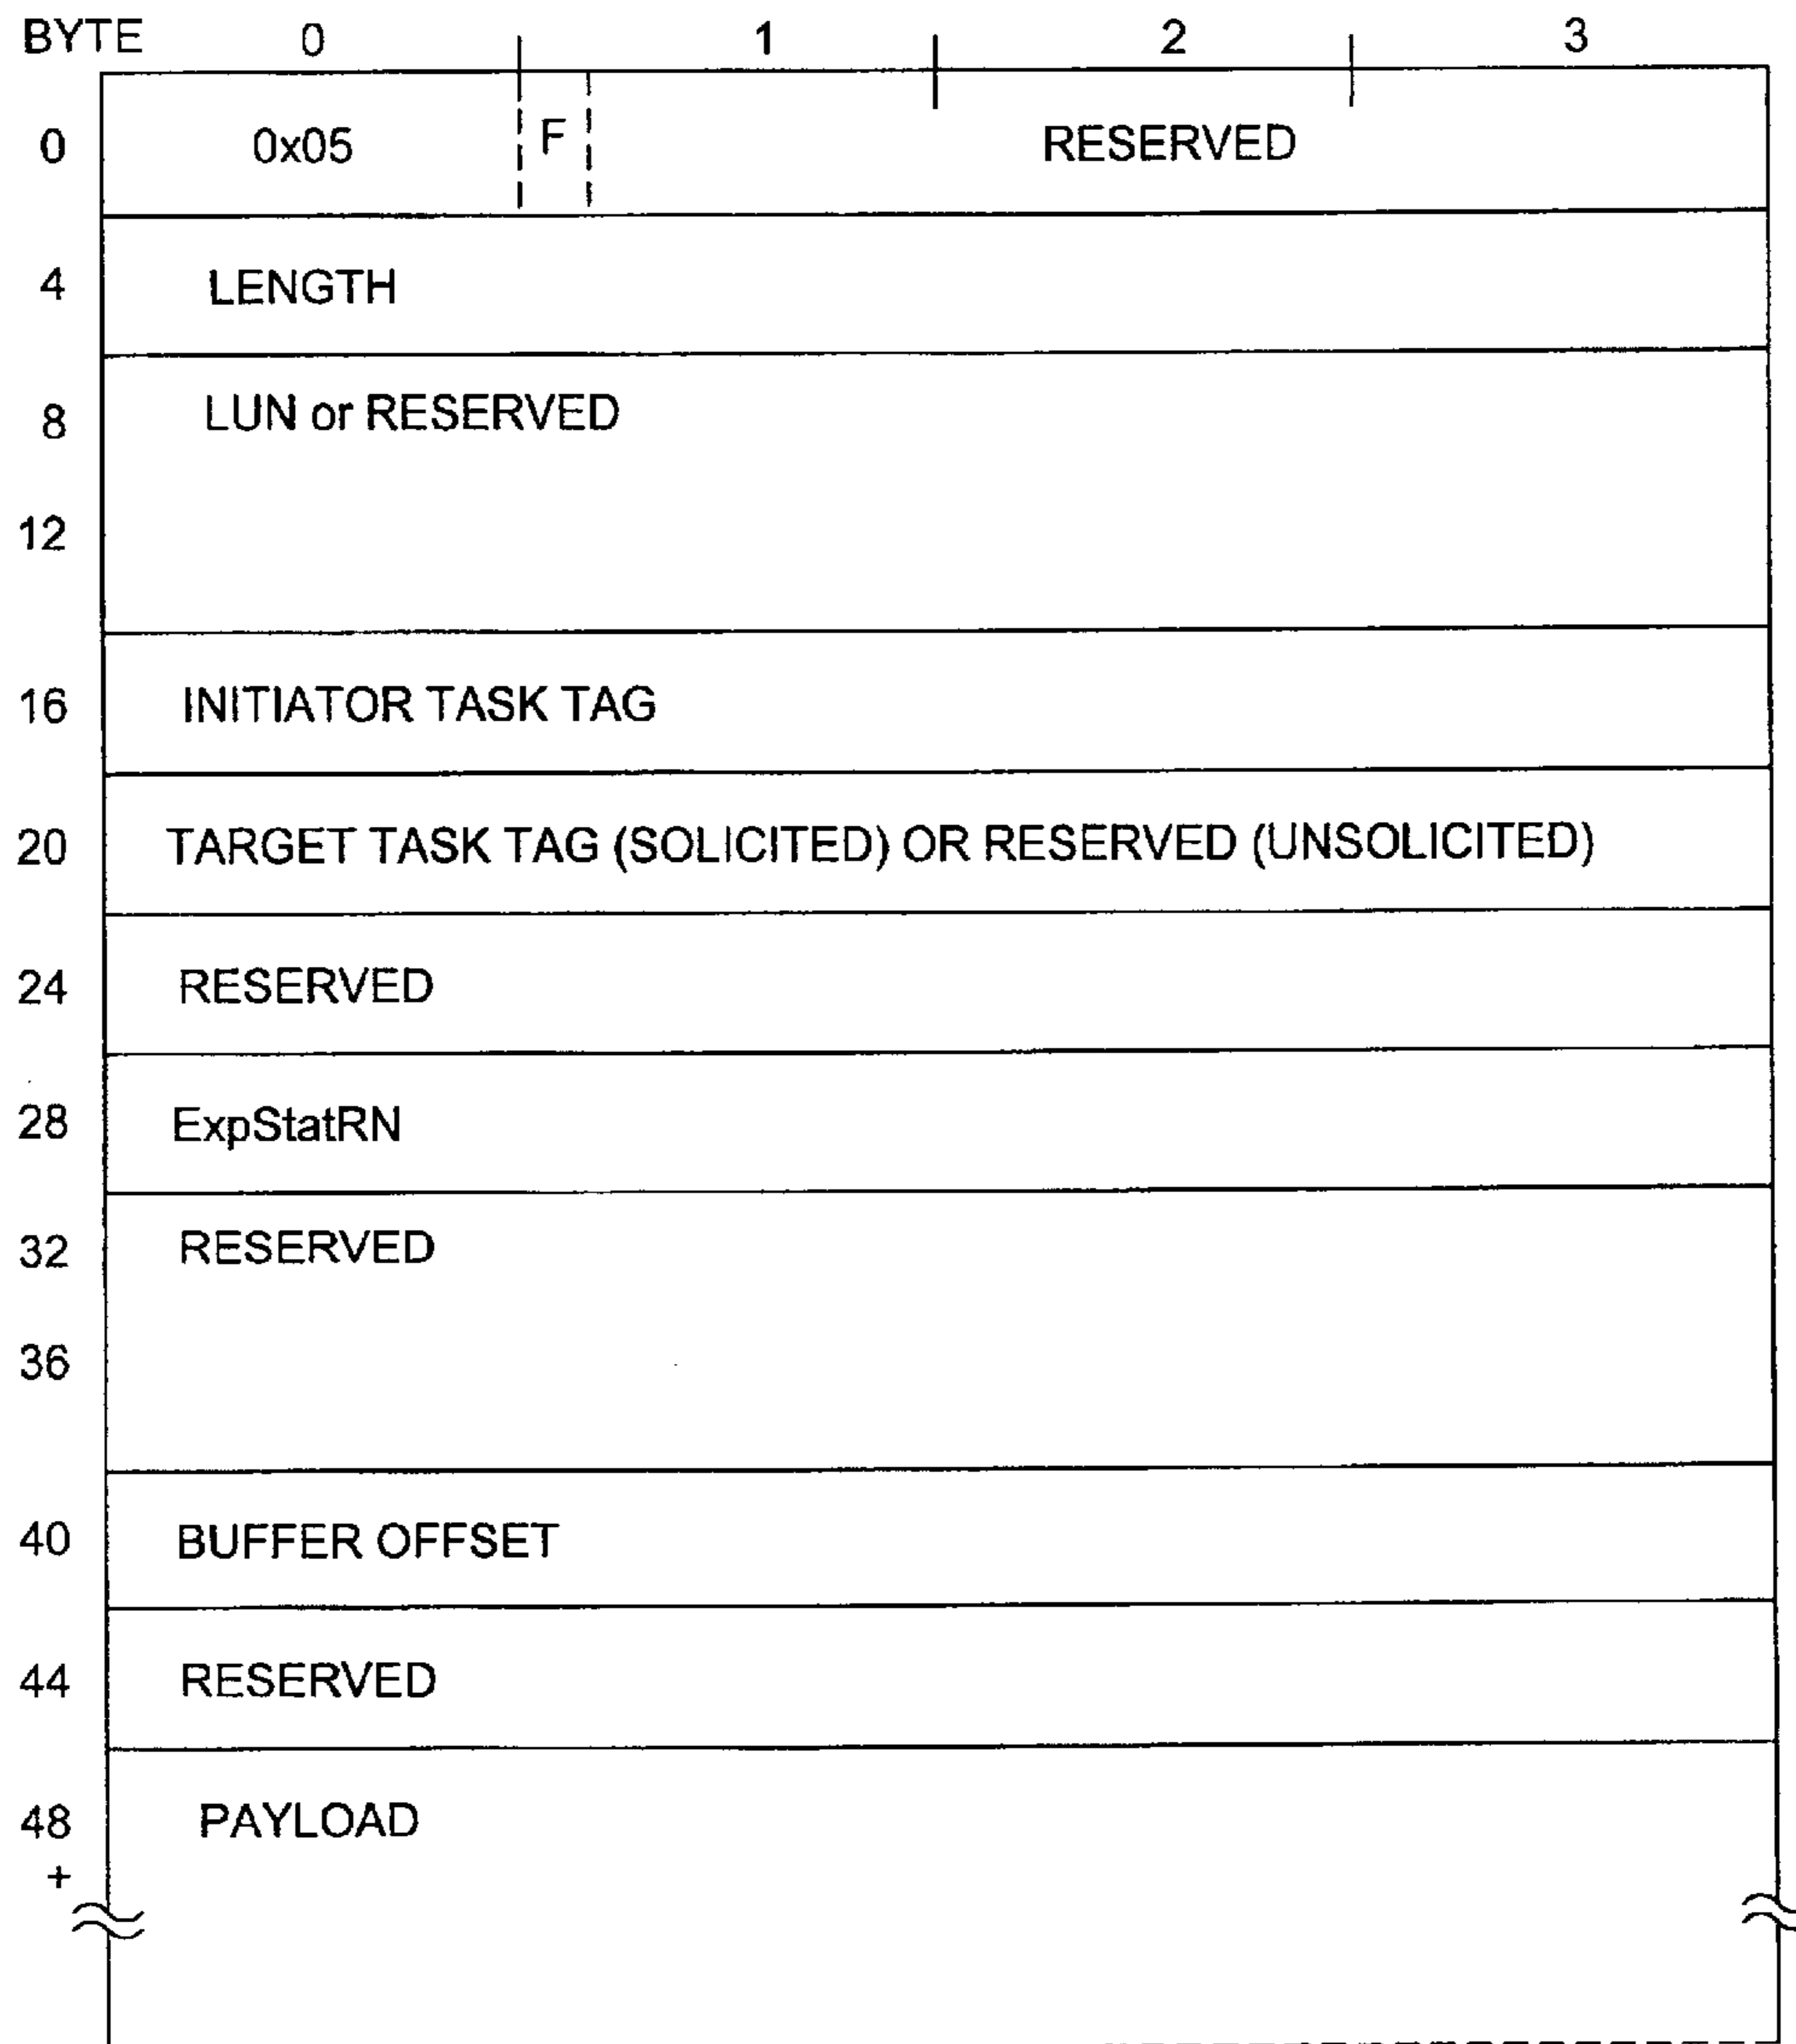 BYTE 0 1 2 3
0 0x05 F RESERVED
4 LENGTH
8 LUN or RESERVED
12
16 INITIATOR TASK TAG
20 TARGET TASK TAG (SOLICITED) OR RESERVED (UNSOLICITED)
24 RESERVED
28 ExpStatRN
32 RESERVED
36
40 BUFFER OFFSET
44 RESERVED
48 PAYLOAD
+